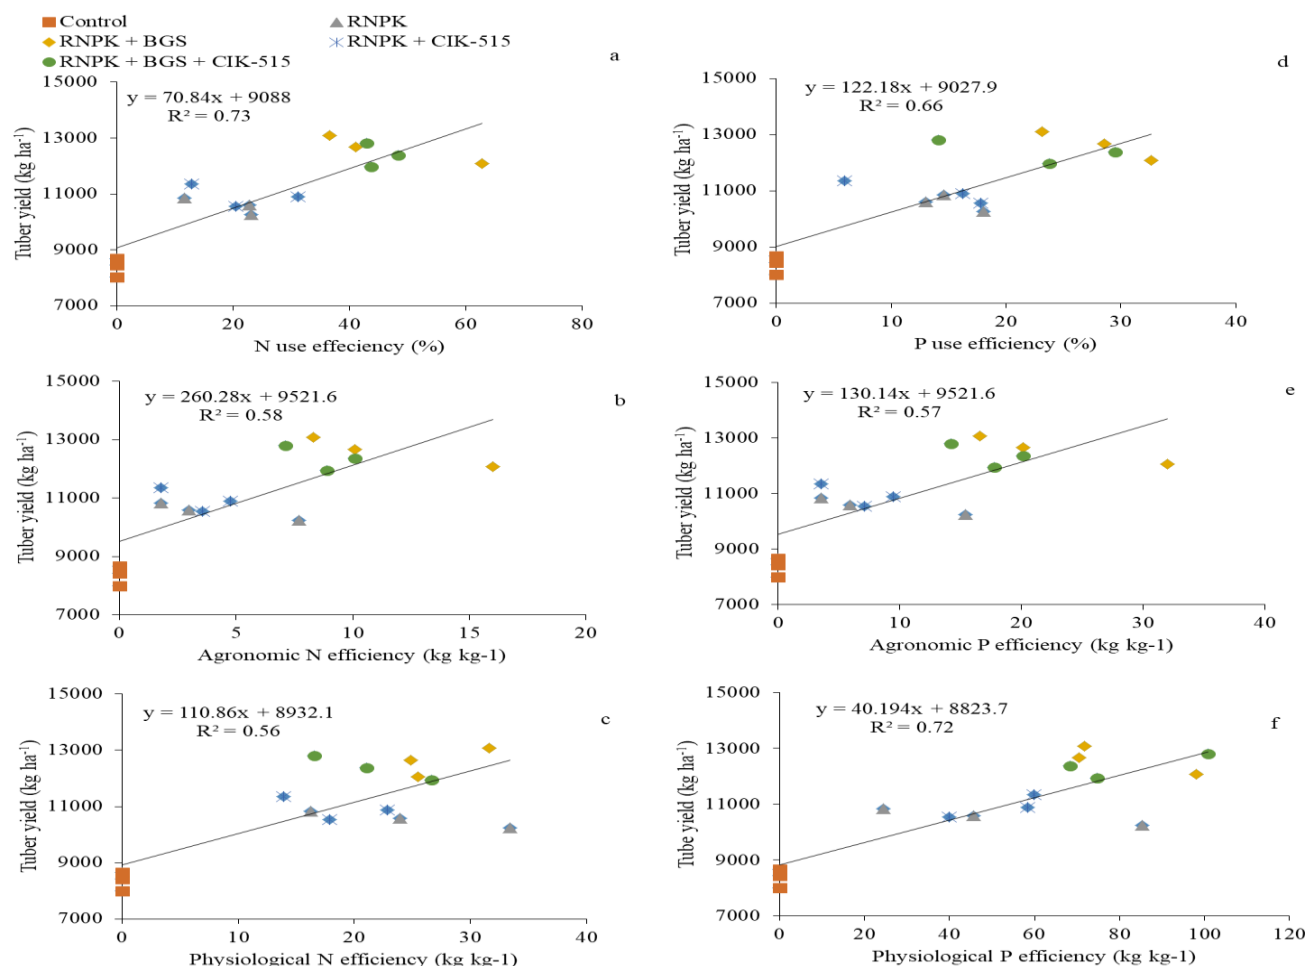 Control
RNPK
RNPK + BGS
RNPK + CIK-515
RNPK + BGS + CIK-515
a
15000
13000
11000
9000
7000
Tuber yield (kg ha⁻¹)
y = 70.84x + 9088
R² = 0.73
0 20 40 60 80
N use effeciency (%)
d
15000
13000
11000
9000
7000
Tuber yield (kg ha⁻¹)
y = 122.18x + 9027.9
R² = 0.66
0 10 20 30 40
P use efficiency (%)
b
15000
13000
11000
9000
7000
Tuber yield (kg ha⁻¹)
y = 260.28x + 9521.6
R² = 0.58
0 5 10 15 20
Agronomic N efficiency (kg kg-1)
e
15000
13000
11000
9000
7000
Tuber yield (kg ha⁻¹)
y = 130.14x + 9521.6
R² = 0.57
0 10 20 30 40
Agronomic P efficiency (kg kg-1)
c
15000
13000
11000
9000
7000
Tuber yield (kg ha⁻¹)
y = 110.86x + 8932.1
R² = 0.56
0 10 20 30 40
Physiological N efficiency (kg kg-1)
f
15000
13000
11000
9000
7000
Tube yield (kg ha⁻¹)
y = 40.194x + 8823.7
R² = 0.72
0 20 40 60 80 100 120
Physiological P efficiency (kg kg-1)